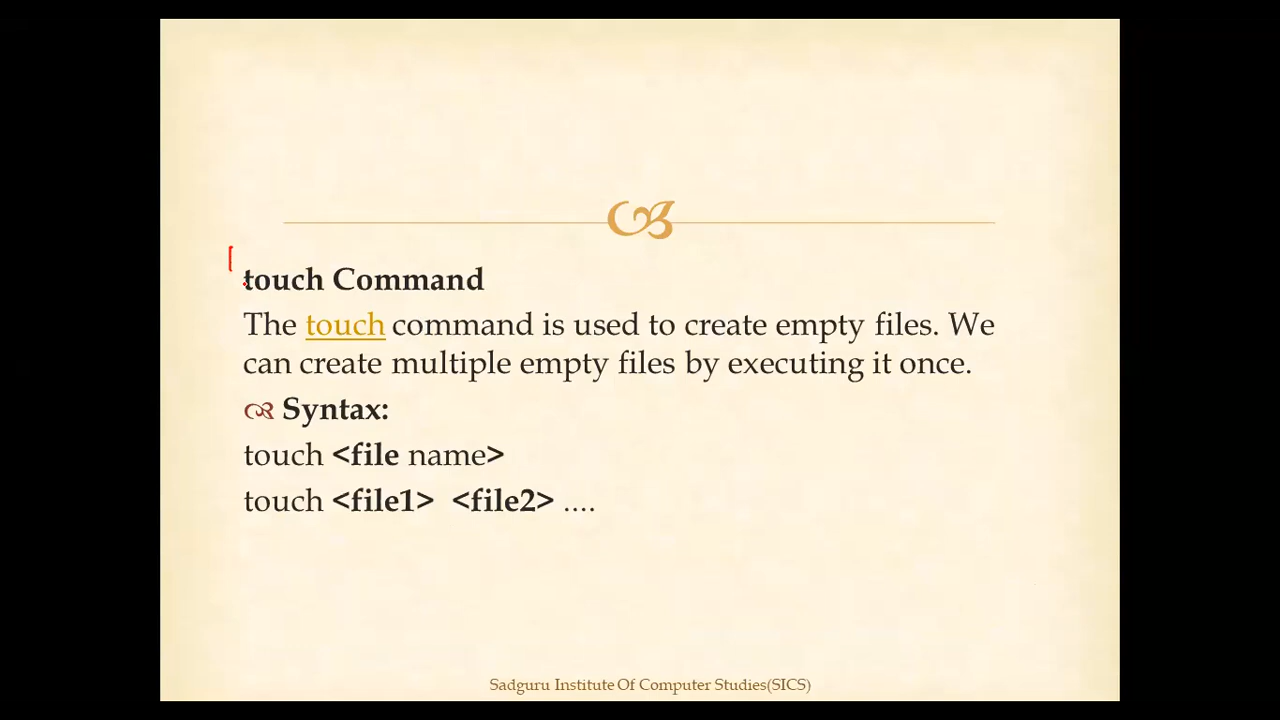 touch Command
The touch command is used to create empty files. We
can create multiple empty files by executing it once.
Syntax:
touch <file name>
touch <file1> <file2> ....
Sadguru Institute Of Computer Studies(SICS)